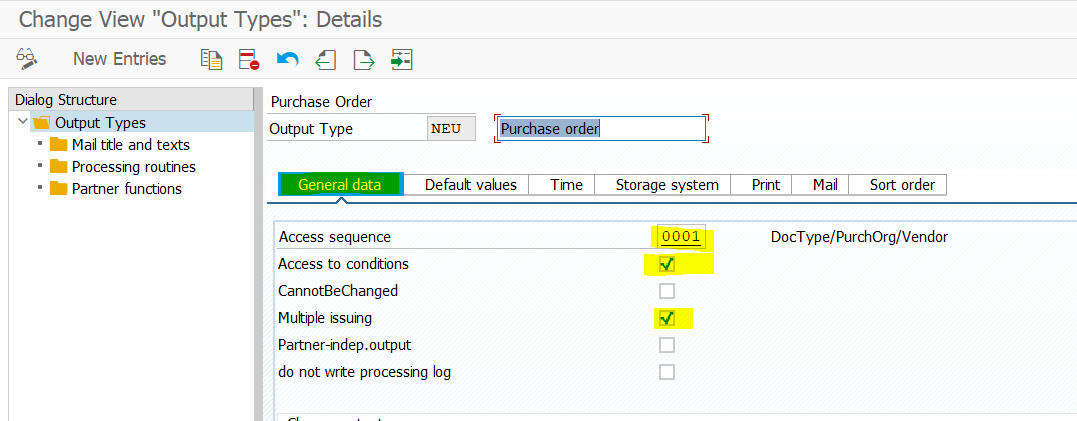 Change View "Output Types": Details
New Entries
Dialog Structure
Output Types
Mail title and texts
Processing routines
Partner functions
Purchase Order
Output Type NEU Purchase order
General data Default values Time Storage system Print Mail Sort order
Access sequence 0001 DocType/PurchOrg/Vendor
Access to conditions
CannotBeChanged
Multiple issuing
Partner-indep.output
do not write processing log